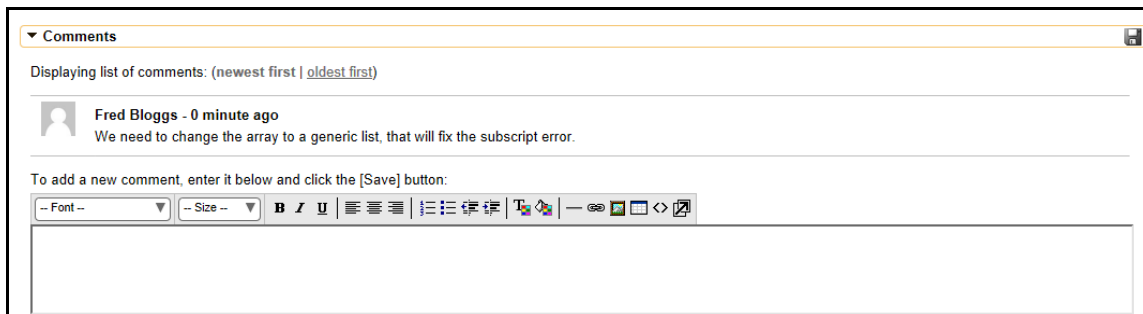 Comments
Displaying list of comments: (newest first | oldest first)
Fred Bloggs - 0 minute ago
We need to change the array to a generic list, that will fix the subscript error.
To add a new comment, enter it below and click the [Save] button:
-- Font -- -- Size -- B I U